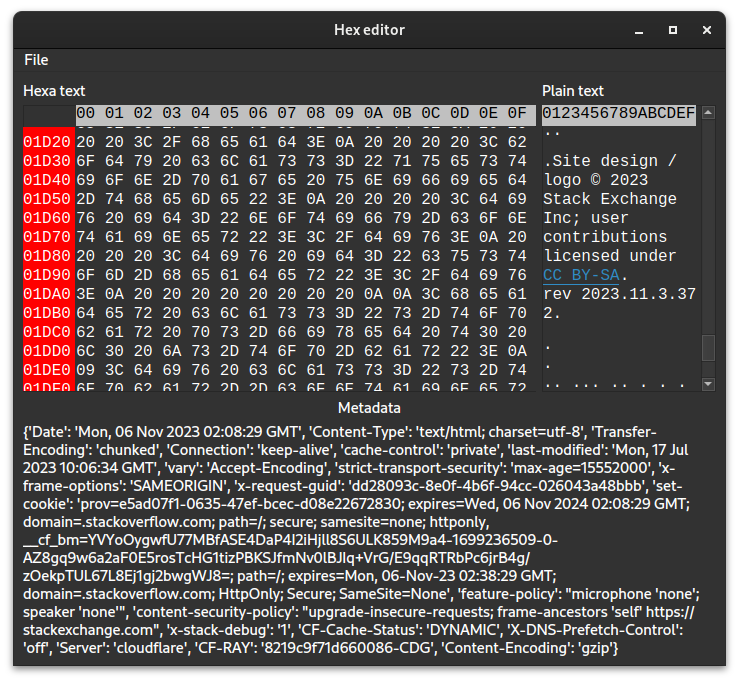 Hex editor
File
Hexa text
Plain text
00 01 02 03 04 05 06 07 08 09 0A 0B 0C 0D 0E 0F
0123456789ABCDEF
01D20 20 20 3C 2F 68 65 61 64 3E 0A 20 20 20 20 3C 62
01D30 6F 64 79 20 63 6C 61 73 73 3D 22 71 75 65 73 74
01D40 69 6F 6E 2D 70 61 67 65 20 75 6E 69 66 69 65 64
01D50 2D 74 68 65 6D 65 22 3E 0A 20 20 20 20 3C 64 69
01D60 76 20 69 64 3D 22 6E 6F 74 69 66 79 2D 63 6F 6E
01D70 74 61 69 6E 65 72 22 3E 3C 2F 64 69 76 3E 0A 20
01D80 20 20 20 3C 64 69 76 20 69 64 3D 22 63 75 73 74
01D90 6F 6D 2D 68 65 61 64 65 72 22 3E 3C 2F 64 69 76
01DA0 3E 0A 20 20 20 20 20 20 20 20 0A 0A 3C 68 65 61
01DB0 64 65 72 20 63 6C 61 73 73 3D 22 73 2D 74 6F 70
01DC0 62 61 72 20 70 73 2D 66 69 78 65 64 20 74 30 20
01DD0 6C 30 20 6A 73 2D 74 6F 70 2D 62 61 72 22 3E 0A
01DE0 09 3C 64 69 76 20 63 6C 61 73 73 3D 22 73 2D 74
01DF0 6F 70 62 61 72 2D 2D 63 6F 6E 74 61 69 6E 65 72
..
.Site design /
logo © 2023
Stack Exchange
Inc; user
contributions
licensed under
CC BY-SA.
rev 2023.11.3.37
2.
.
.
.. ... .. . . .
Metadata
{'Date': 'Mon, 06 Nov 2023 02:08:29 GMT', 'Content-Type': 'text/html; charset=utf-8', 'Transfer-
Encoding': 'chunked', 'Connection': 'keep-alive', 'cache-control': 'private', 'last-modified': 'Mon, 17 Jul
2023 10:06:34 GMT', 'vary': 'Accept-Encoding', 'strict-transport-security': 'max-age=15552000', 'x-
frame-options': 'SAMEORIGIN', 'x-request-guid': 'dd28093c-8e0f-4b6f-94cc-026043a48bbb', 'set-
cookie': 'prov=e5ad07f1-0635-47ef-bcec-d08e22672830; expires=Wed, 06 Nov 2024 02:08:29 GMT;
domain=.stackoverflow.com; path=/; secure; samesite=none; httponly,
__cf_bm=YVYoOygwfU77MBfASE4DaP4I2iHjll8S6ULK859M9a4-1699236509-0-
AZ8gq9w6a2aF0E5rosTcHG1tizPBKSJfmNv0lBJIq+VrG/E9qqRTRbPc6jrB4g/
zOekpTUL67L8Ej1gj2bwgWJ8=; path=/; expires=Mon, 06-Nov-23 02:38:29 GMT;
domain=.stackoverflow.com; HttpOnly; Secure; SameSite=None', 'feature-policy': "microphone 'none';
speaker 'none'", 'content-security-policy': "upgrade-insecure-requests; frame-ancestors 'self' https://
stackexchange.com", 'x-stack-debug': '1', 'CF-Cache-Status': 'DYNAMIC', 'X-DNS-Prefetch-Control':
'off', 'Server': 'cloudflare', 'CF-RAY': '8219c9f71d660086-CDG', 'Content-Encoding': 'gzip'}